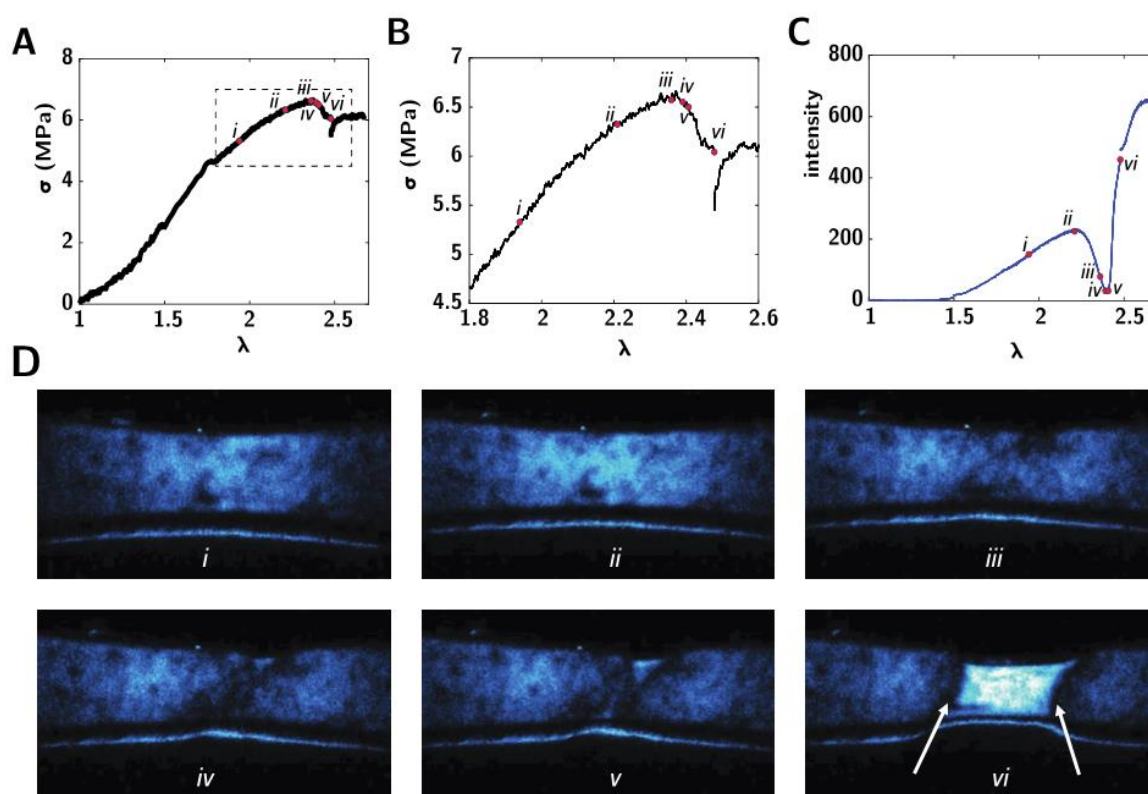 A
8
6
4
2
0
1
1.5
2
2.5
σ (MPa)
λ
i
ii
iii
iv
v
vi
B
7
6.5
6
5.5
5
4.5
1.8
2
2.2
2.4
2.6
σ (MPa)
λ
i
ii
iii
iv
v
vi
C
800
600
400
200
0
1
1.5
2
2.5
intensity
λ
i
ii
iii
iv
v
vi
D
i
ii
iii
iv
v
vi